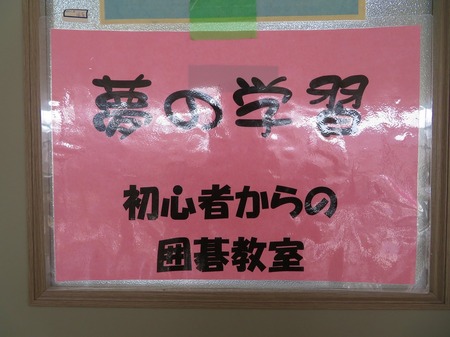 夢の学習
初心者からの
囲碁教室